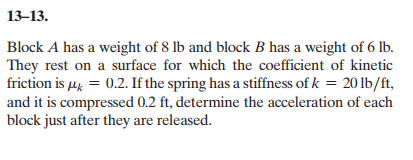 13–13.
Block A has a weight of 8 lb and block B has a weight of 6 lb.
They rest on a surface for which the coefficient of kinetic
friction is μk = 0.2. If the spring has a stiffness of k = 20 lb/ft,
and it is compressed 0.2 ft, determine the acceleration of each
block just after they are released.